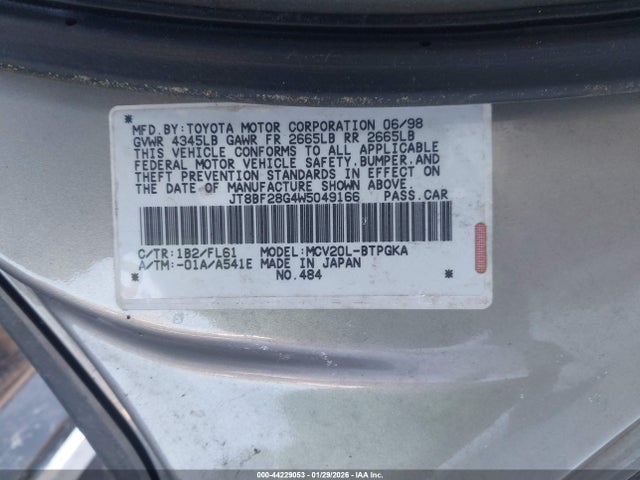 MFD.BY:TOYOTA MOTOR CORPORATION 06/98
GVWR 4345LB GAWR FR 2665LB RR 2665LB
THIS VEHICLE CONFORMS TO ALL APPLICABLE
FEDERAL MOTOR VEHICLE SAFETY,BUMPER,AND
THEFT PREVENTION STANDARDS IN EFFECT ON
THE DATE OF MANUFACTURE SHOWN ABOVE.
JT8BF28G4W5049166 PASS.CAR
C/TR:1B2/FL61 MODEL:MCV20L-BTPGKA
A/TM:-01A/A541E MADE IN JAPAN
NO.484
000-44229053 - 01/29/2026 - IAA Inc.